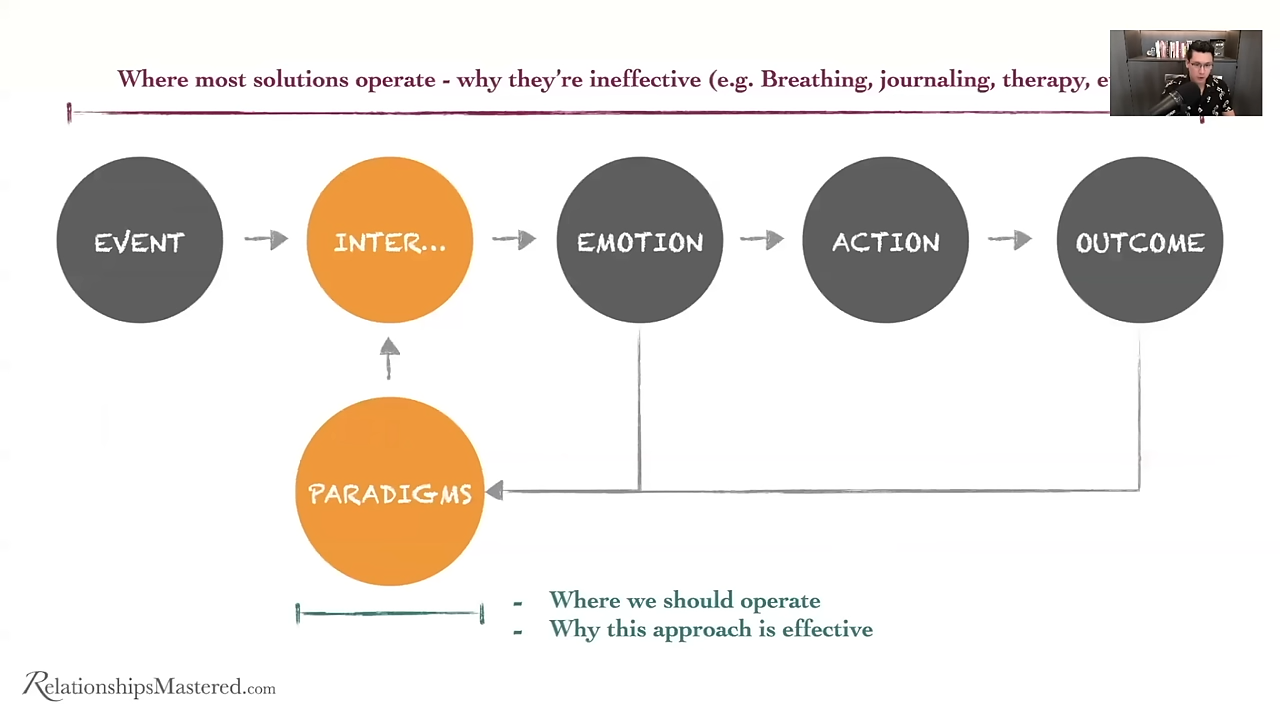 Where most solutions operate - why they're ineffective (e.g. Breathing, journaling, therapy,
EVENT
INTER...
EMOTION
ACTION
OUTCOME
PARADIGMS
- Where we should operate
- Why this approach is effective
RelationshipsMastered.com